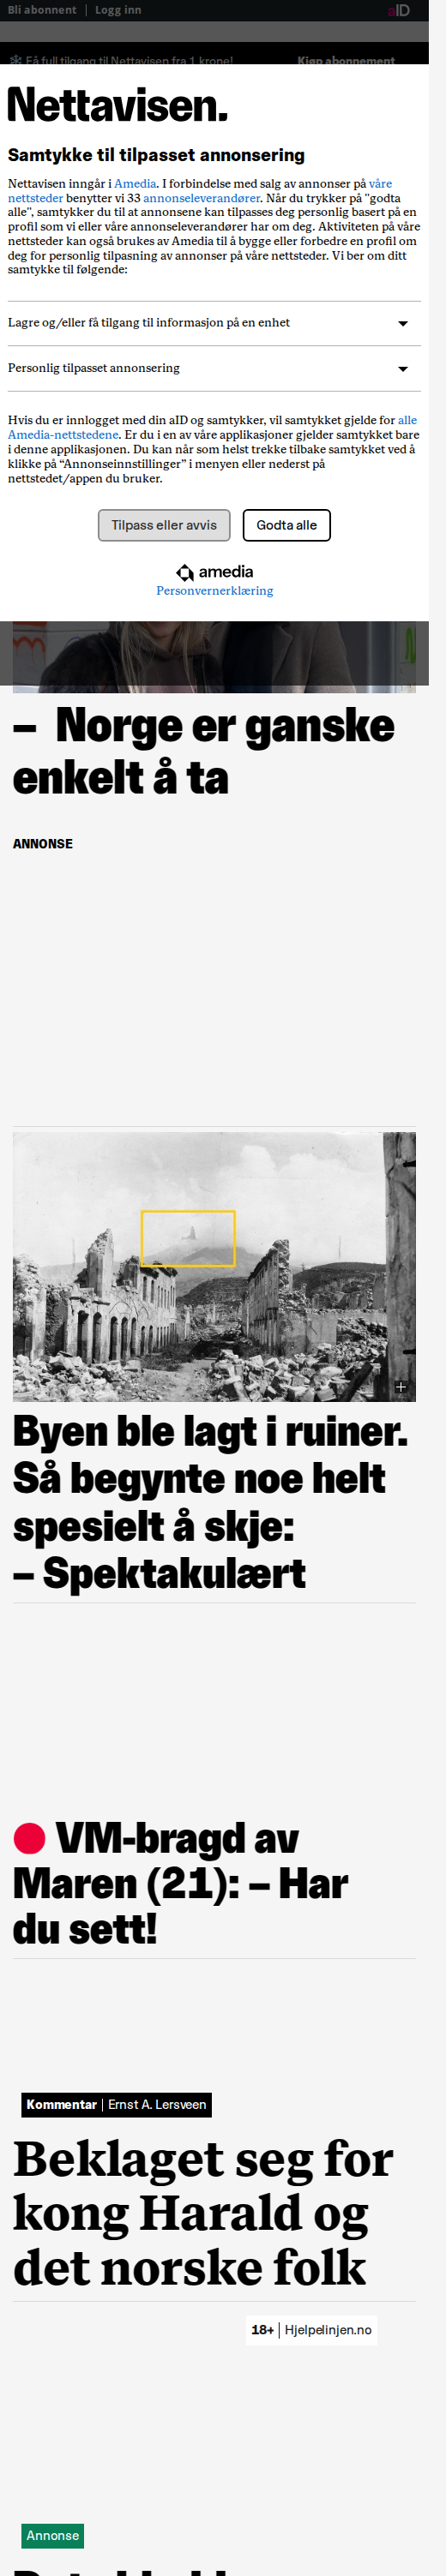 Bli abonnent | Logg inn aID
Få full tilgang til Nettavisen fra 1 krone! Kjøp abonnement
Nettavisen.
Samtykke til tilpasset annonsering
Nettavisen inngår i Amedia. I forbindelse med salg av annonser på våre
nettsteder benytter vi 33 annonseleverandører. Når du trykker på "godta
alle", samtykker du til at annonsene kan tilpasses deg personlig basert på en
profil som vi eller våre annonseleverandører har om deg. Aktiviteten på våre
nettsteder kan også brukes av Amedia til å bygge eller forbedre en profil om
deg for personlig tilpasning av annonser på våre nettsteder. Vi ber om ditt
samtykke til følgende:
Lagre og/eller få tilgang til informasjon på en enhet
Personlig tilpasset annonsering
Hvis du er innlogget med din aID og samtykker, vil samtykket gjelde for alle
Amedia-nettstedene. Er du i en av våre applikasjoner gjelder samtykket bare
i denne applikasjonen. Du kan når som helst trekke tilbake samtykket ved å
klikke på “Annonseinnstillinger” i menyen eller nederst på
nettstedet/appen du bruker.
Tilpass eller avvis Godta alle
amedia
Personvernerklæring
– Norge er ganske
enkelt å ta
ANNONSE
Byen ble lagt i ruiner.
Så begynte noe helt
spesielt å skje:
– Spektakulært
VM-bragd av
Maren (21): – Har
du sett!
Kommentar | Ernst A. Lersveen
Beklaget seg for
kong Harald og
det norske folk
18+ | Hjelpelinjen.no
Annonse